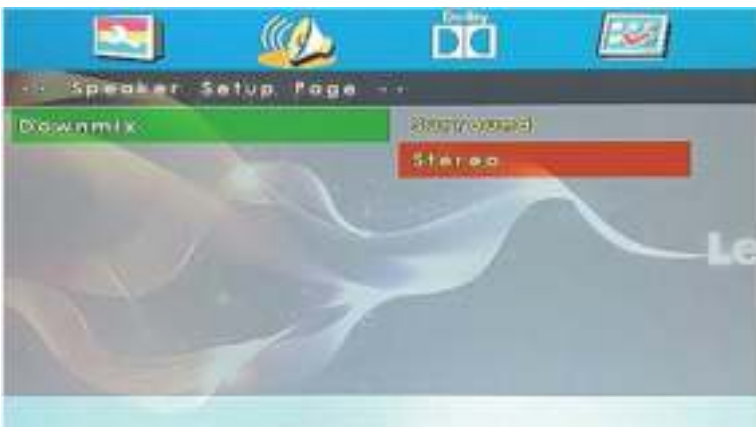 Dolby
-- Speaker Setup Page --
Downmix
Surround
Stereo
Le